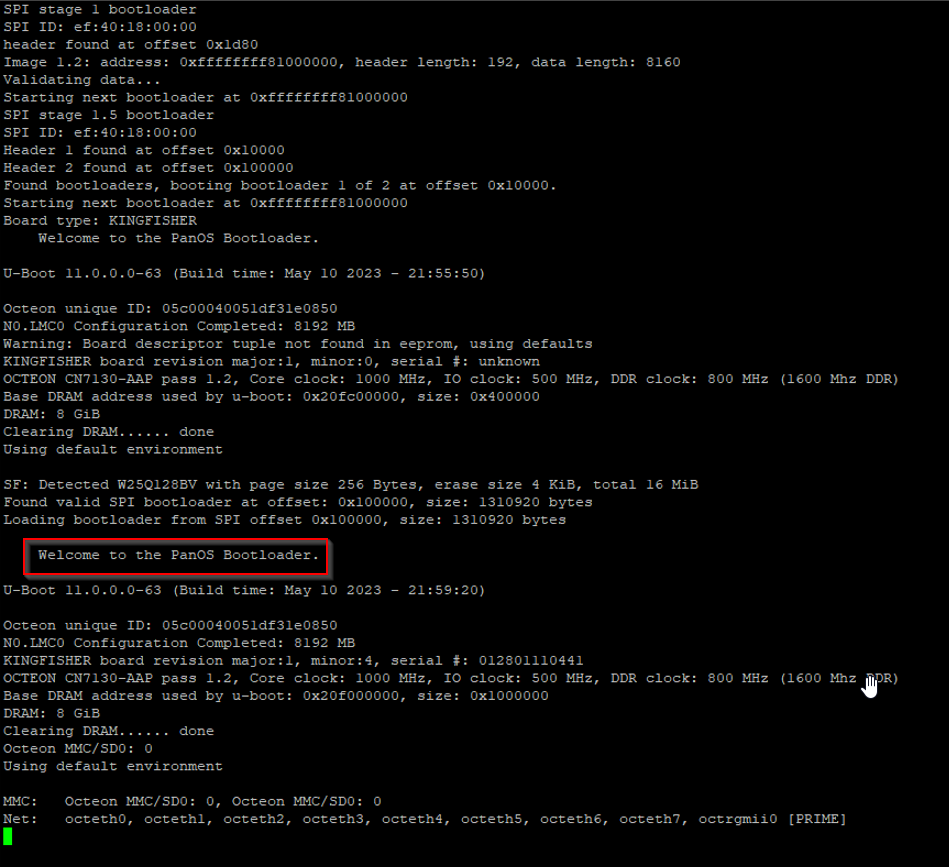 SPI stage 1 bootloader
SPI ID: ef:40:18:00:00
header found at offset 0x1d80
Image 1.2: address: 0xffffffff81000000, header length: 192, data length: 8160
Validating data...
Starting next bootloader at 0xffffffff81000000
SPI stage 1.5 bootloader
SPI ID: ef:40:18:00:00
Header 1 found at offset 0x10000
Header 2 found at offset 0x100000
Found bootloaders, booting bootloader 1 of 2 at offset 0x10000.
Starting next bootloader at 0xffffffff81000000
Board type: KINGFISHER
Welcome to the PanOS Bootloader.
U-Boot 11.0.0.0-63 (Build time: May 10 2023 - 21:55:50)
Octeon unique ID: 05c00040051df31e0850
N0.LMC0 Configuration Completed: 8192 MB
Warning: Board descriptor tuple not found in eeprom, using defaults
KINGFISHER board revision major:1, minor:0, serial #: unknown
OCTEON CN7130-AAP pass 1.2, Core clock: 1000 MHz, IO clock: 500 MHz, DDR clock: 800 MHz (1600 Mhz DDR)
Base DRAM address used by u-boot: 0x20fc00000, size: 0x400000
DRAM: 8 GiB
Clearing DRAM...... done
Using default environment
SF: Detected W25Q128BV with page size 256 Bytes, erase size 4 KiB, total 16 MiB
Found valid SPI bootloader at offset: 0x100000, size: 1310920 bytes
Loading bootloader from SPI offset 0x100000, size: 1310920 bytes
Welcome to the PanOS Bootloader.
U-Boot 11.0.0.0-63 (Build time: May 10 2023 - 21:59:20)
Octeon unique ID: 05c00040051df31e0850
N0.LMC0 Configuration Completed: 8192 MB
KINGFISHER board revision major:1, minor:4, serial #: 012801110441
OCTEON CN7130-AAP pass 1.2, Core clock: 1000 MHz, IO clock: 500 MHz, DDR clock: 800 MHz (1600 Mhz DDR)
Base DRAM address used by u-boot: 0x20f000000, size: 0x1000000
DRAM: 8 GiB
Clearing DRAM...... done
Octeon MMC/SD0: 0
Using default environment
MMC:   Octeon MMC/SD0: 0, Octeon MMC/SD0: 0
Net:   octeth0, octeth1, octeth2, octeth3, octeth4, octeth5, octeth6, octeth7, octrgmii0 [PRIME]